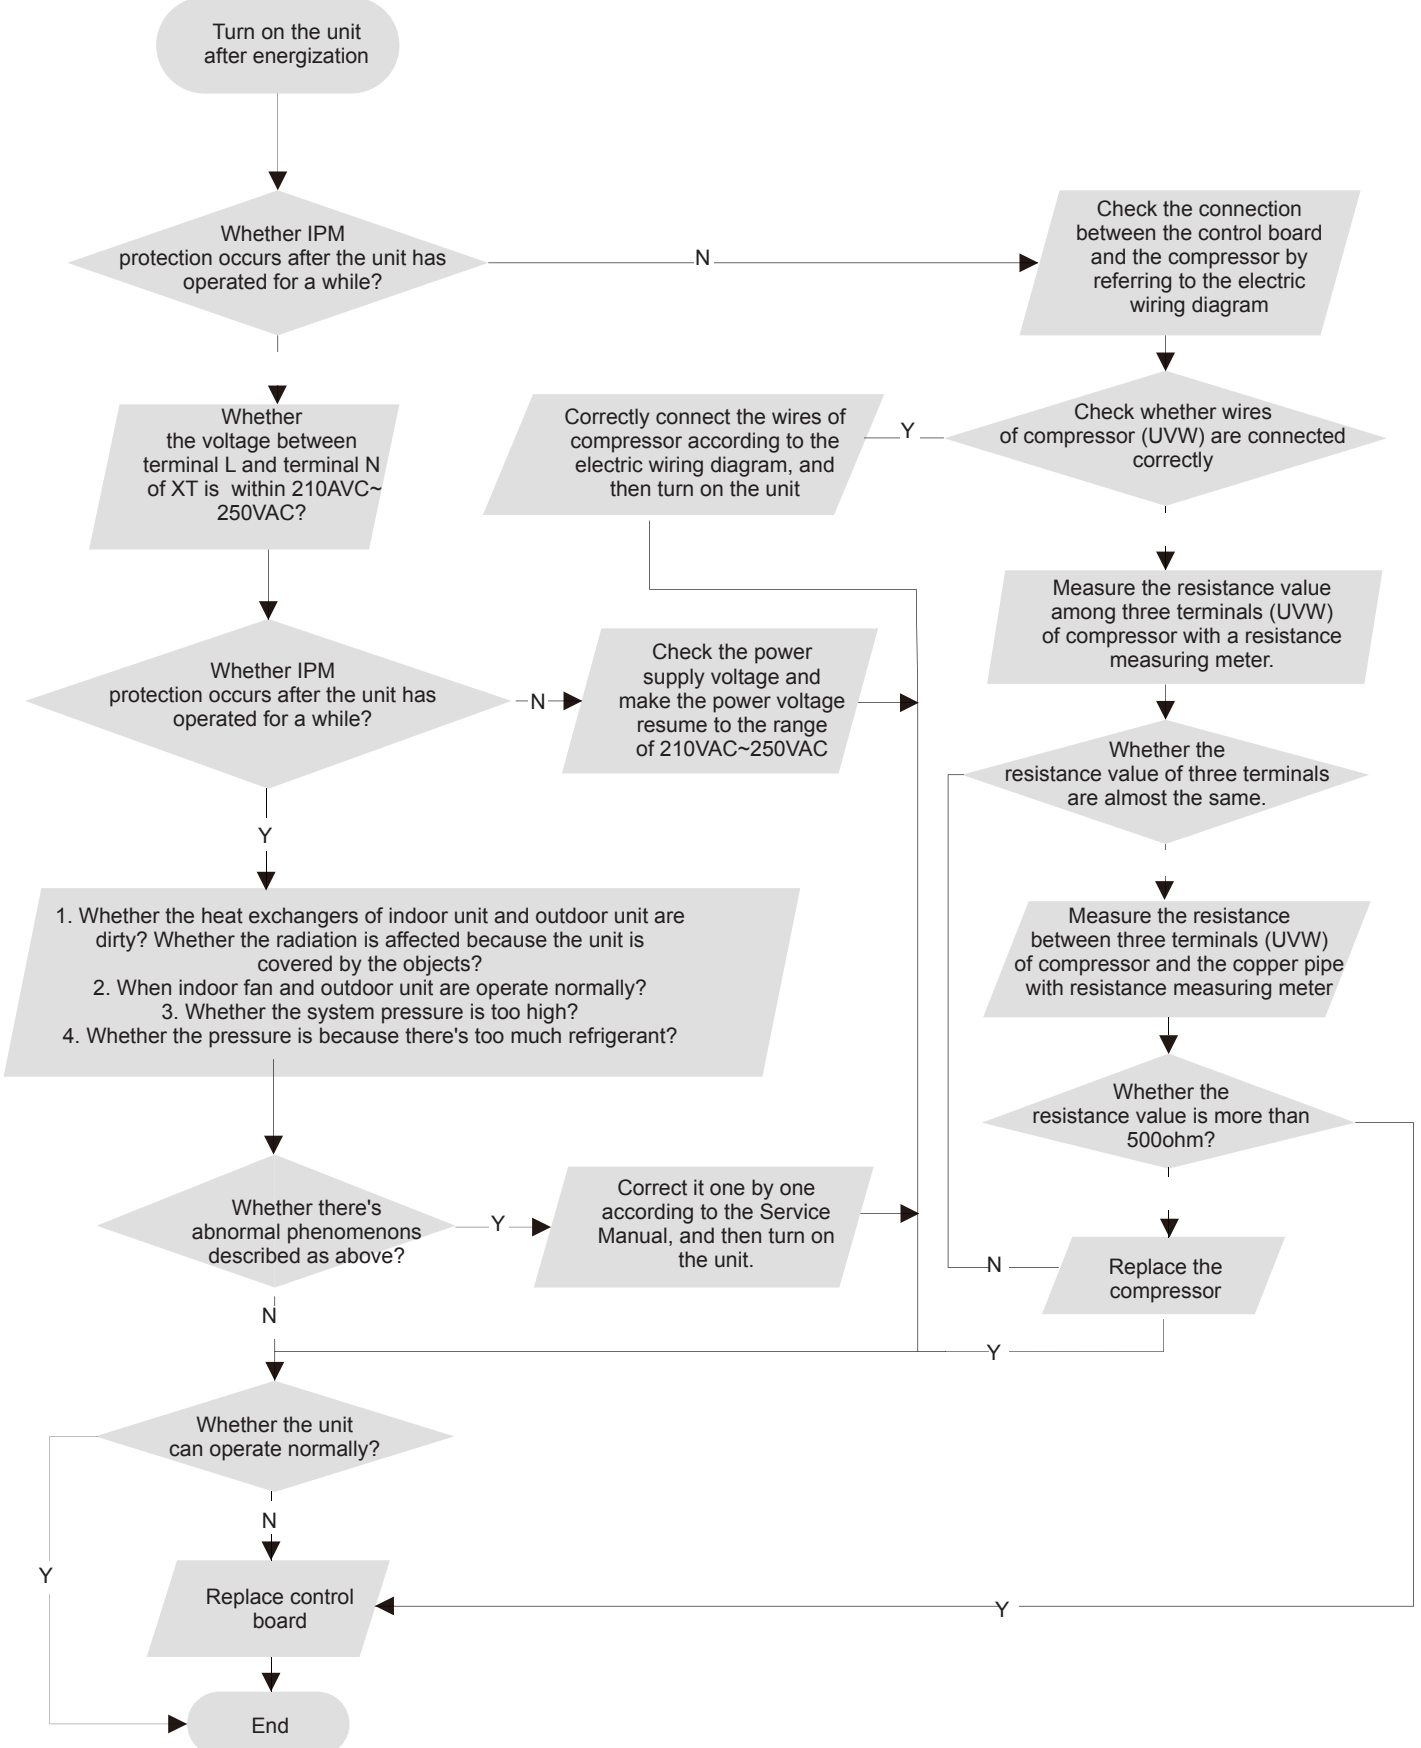 Turn on the unit
after energization
Whether IPM
protection occurs after the unit has
operated for a while?
N
Check the connection
between the control board
and the compressor by
referring to the electric
wiring diagram
Whether
the voltage between
terminal L and terminal N
of XT is within 210AVC~
250VAC?
Correctly connect the wires of
compressor according to the
electric wiring diagram, and
then turn on the unit
Y
Check whether wires
of compressor (UVW) are connected
correctly
Measure the resistance value
among three terminals (UVW)
of compressor with a resistance
measuring meter.
Whether IPM
protection occurs after the unit has
operated for a while?
N
Check the power
supply voltage and
make the power voltage
resume to the range
of 210VAC~250VAC
Whether the
resistance value of three terminals
are almost the same.
Y
1. Whether the heat exchangers of indoor unit and outdoor unit are
dirty? Whether the radiation is affected because the unit is
covered by the objects?
2. When indoor fan and outdoor unit are operate normally?
3. Whether the system pressure is too high?
4. Whether the pressure is because there's too much refrigerant?
Measure the resistance
between three terminals (UVW)
of compressor and the copper pipe
with resistance measuring meter
Whether the
resistance value is more than
500ohm?
Whether there's
abnormal phenomenons
described as above?
Y
Correct it one by one
according to the Service
Manual, and then turn on
the unit.
N
Replace the
compressor
N
Y
Whether the unit
can operate normally?
N
Y
Replace control
board
Y
End